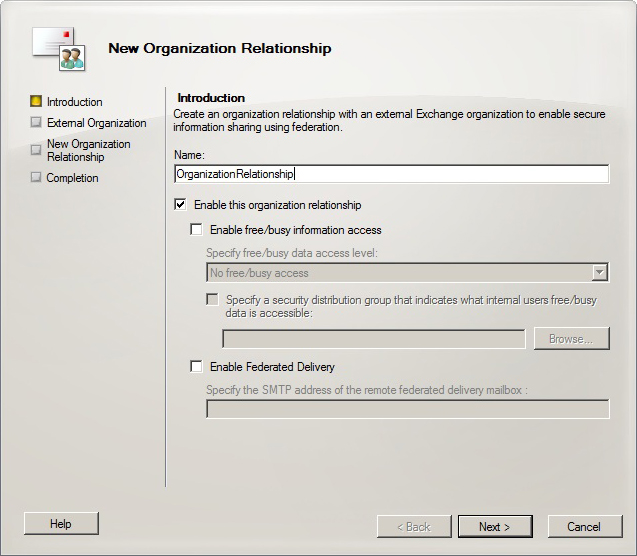 New Organization Relationship
Introduction
External Organization
New Organization
Relationship
Completion
Introduction
Create an organization relationship with an external Exchange organization to enable secure
information sharing using federation.
Name:
OrganizationRelationship
Enable this organization relationship
Enable free/busy information access
Specify free/busy data access level:
No free/busy access
Specify a security distribution group that indicates what internal users free/busy
data is accessible:
Browse...
Enable Federated Delivery
Specify the SMTP address of the remote federated delivery mailbox :
Help
< Back
Next >
Cancel